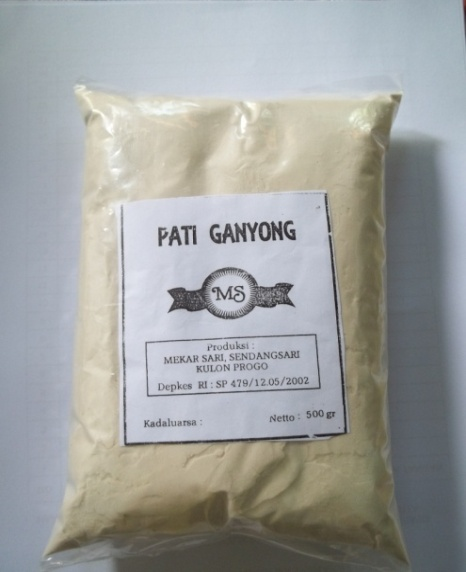 PATI GANYONG
MS
Produksi :
MEKAR SARI, SENDANGSARI
KULON PROGO
Depkes RI : SP 479/12.05/2002
Kadaluarsa :
Netto : 500 gr